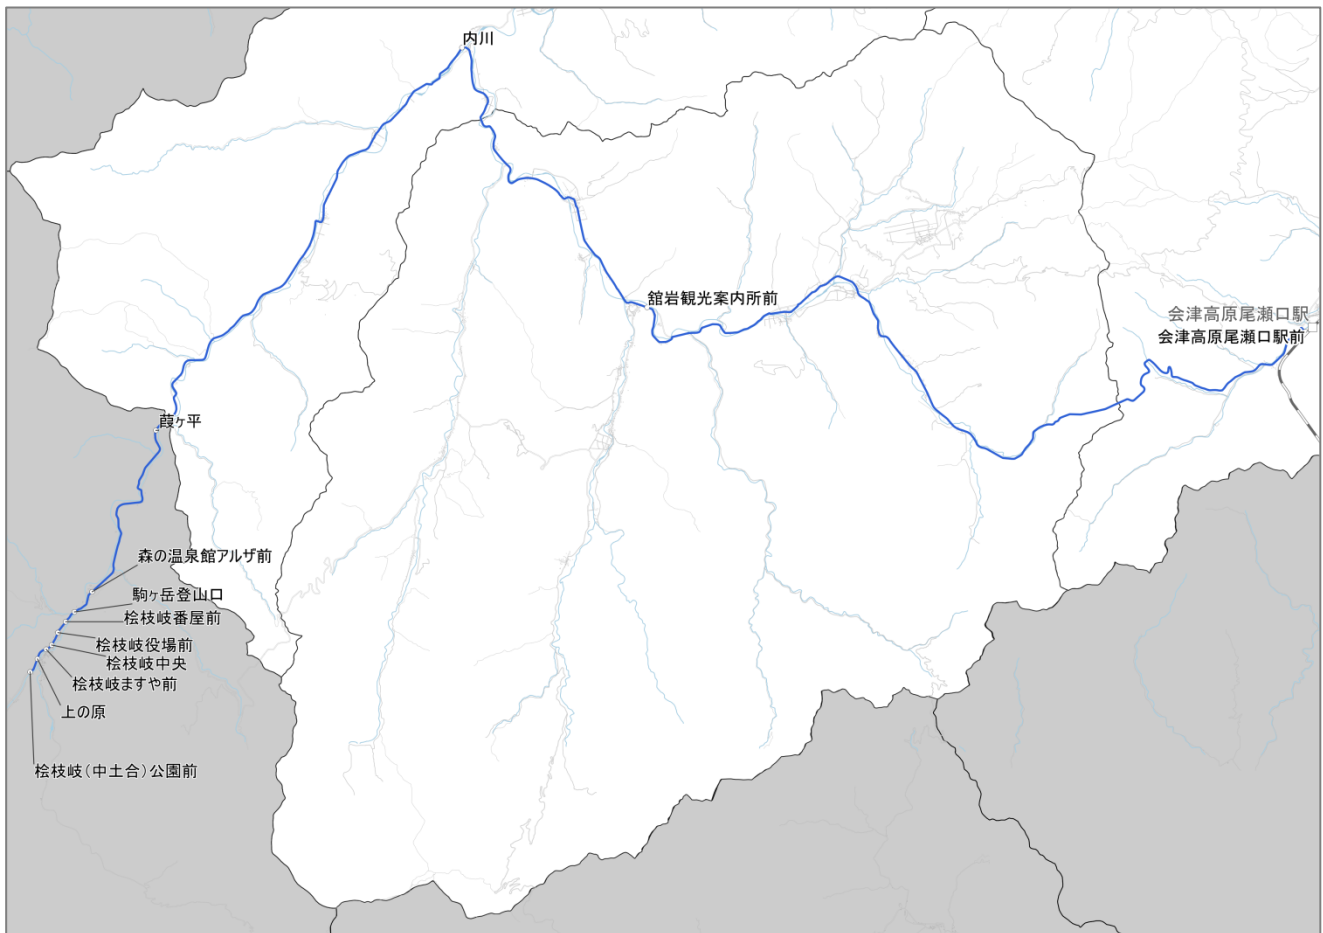 内川
舘岩観光案内所前
会津高原尾瀬口駅
会津高原尾瀬口駅前
葭ヶ平
森の温泉館アルザ前
駒ヶ岳登山口
桧枝岐番屋前
桧枝岐役場前
桧枝岐中央
桧枝岐ますや前
上の原
桧枝岐(中土合)公園前